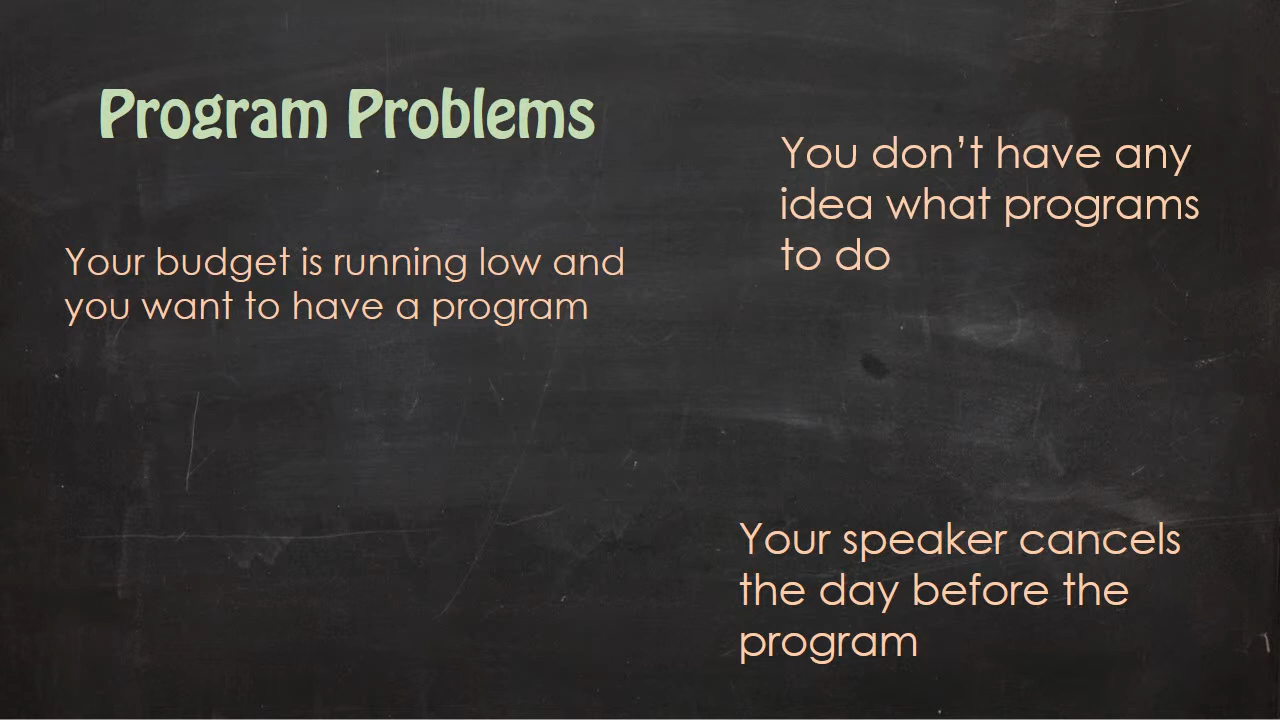 Program Problems
Your budget is running low and
you want to have a program
You don’t have any
idea what programs
to do
Your speaker cancels
the day before the
program